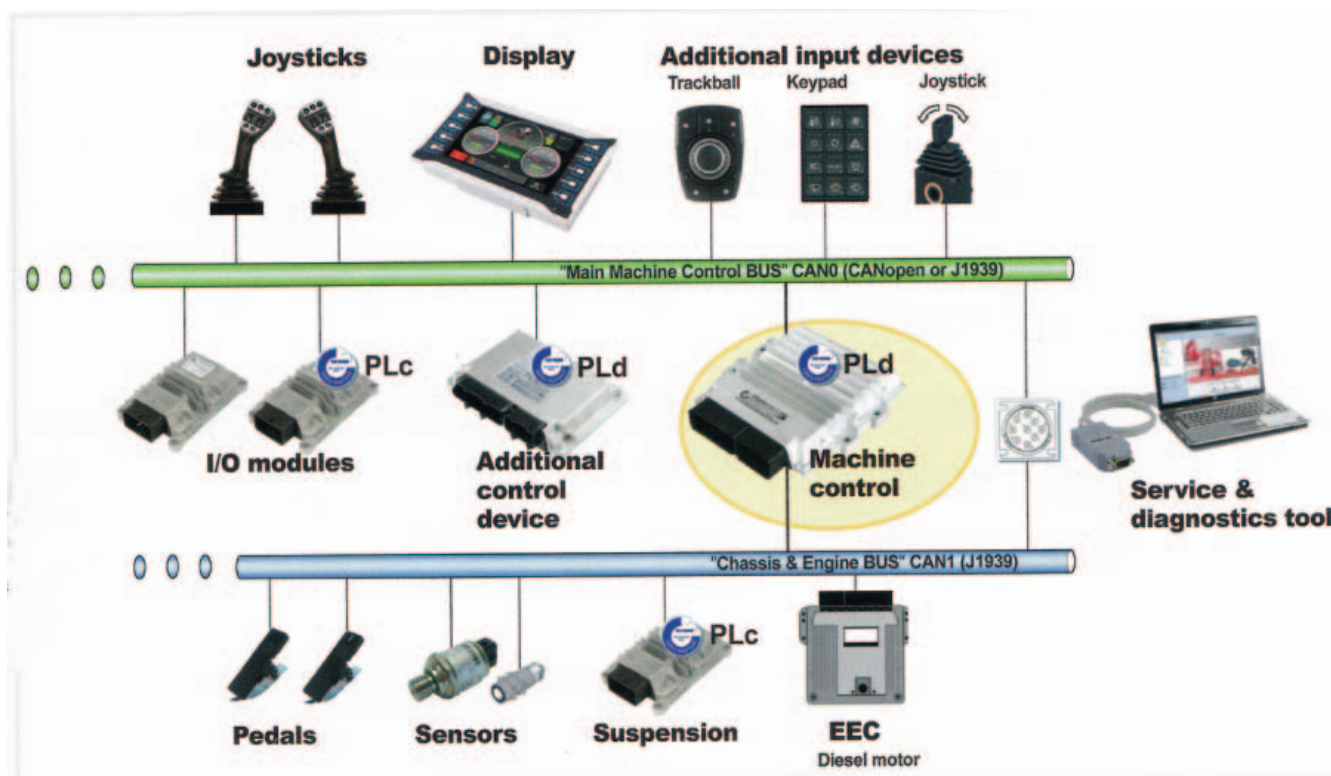 Joysticks
Display
Additional input devices
Trackball
Keypad
Joystick
"Main Machine Control BUS" CAN0 (CANopen or J1939)
PLc
PLd
PLd
I/O modules
Additional
control
device
Machine
control
Service &
diagnostics tool
"Chassis & Engine BUS" CAN1 (J1939)
PLc
Pedals
Sensors
Suspension
EEC
Diesel motor